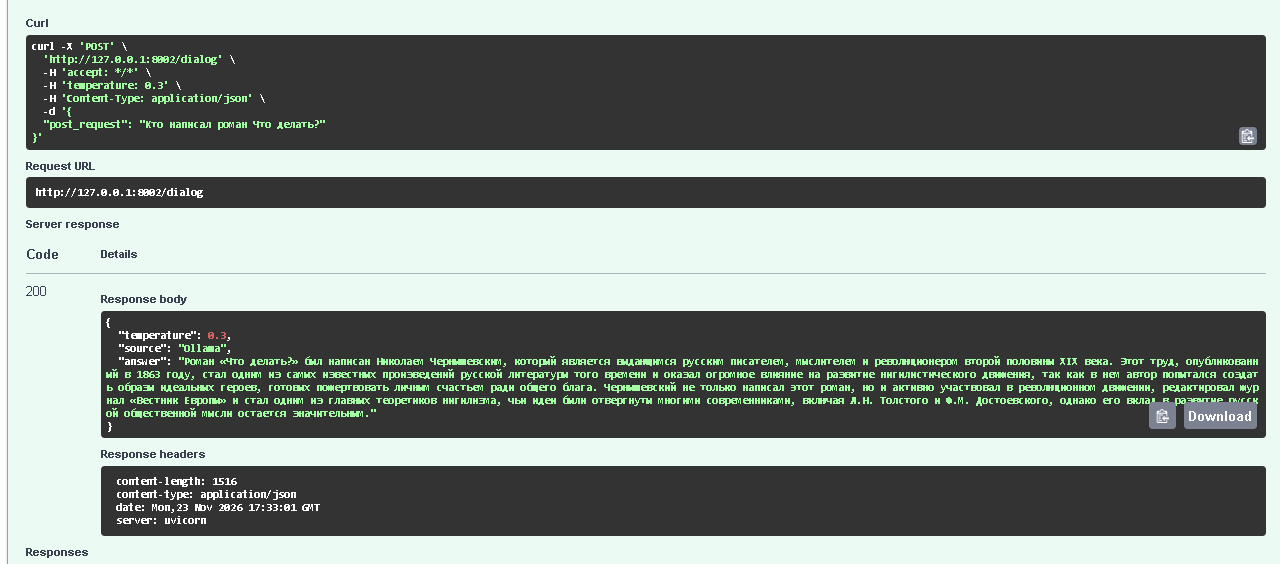 Curl
curl -X 'POST' \
'http://127.0.0.1:8002/dialog' \
-H 'accept: */*' \
-H 'temperature: 0.3' \
-H 'Content-Type: application/json' \
-d '{
"post_request": "Кто написал роман Что делать?"
}'
Request URL
http://127.0.0.1:8002/dialog
Server response
Code Details
200
Response body
{
"temperature": 0.3,
"source": "Ollama",
"answer": "Роман «Что делать?» был написан Николаем Чернышевским, который является выдающимся русским писателем, мыслителем и революционером второй половины XIX века. Этот труд, опубликованн
ый в 1863 году, стал одним из самых известных произведений русской литературы того времени и оказал огромное влияние на развитие нигилистического движения, так как в нем автор попытался создат
ь образы идеальных героев, готовых пожертвовать личным счастьем ради общего блага. Чернышевский не только написал этот роман, но и активно участвовал в революционном движении, редактировал жур
нал «Вестник Европы» и стал одним из главных теоретиков нигилизма, чьи идеи были отвергнуты многими современниками, включая Л.Н. Толстого и Ф.М. Достоевского, однако его вклад в развитие русск
ой общественной мысли остается значительным."
}
Download
Response headers
content-length: 1516
content-type: application/json
date: Mon,23 Nov 2026 17:33:01 GMT
server: uvicorn
Responses